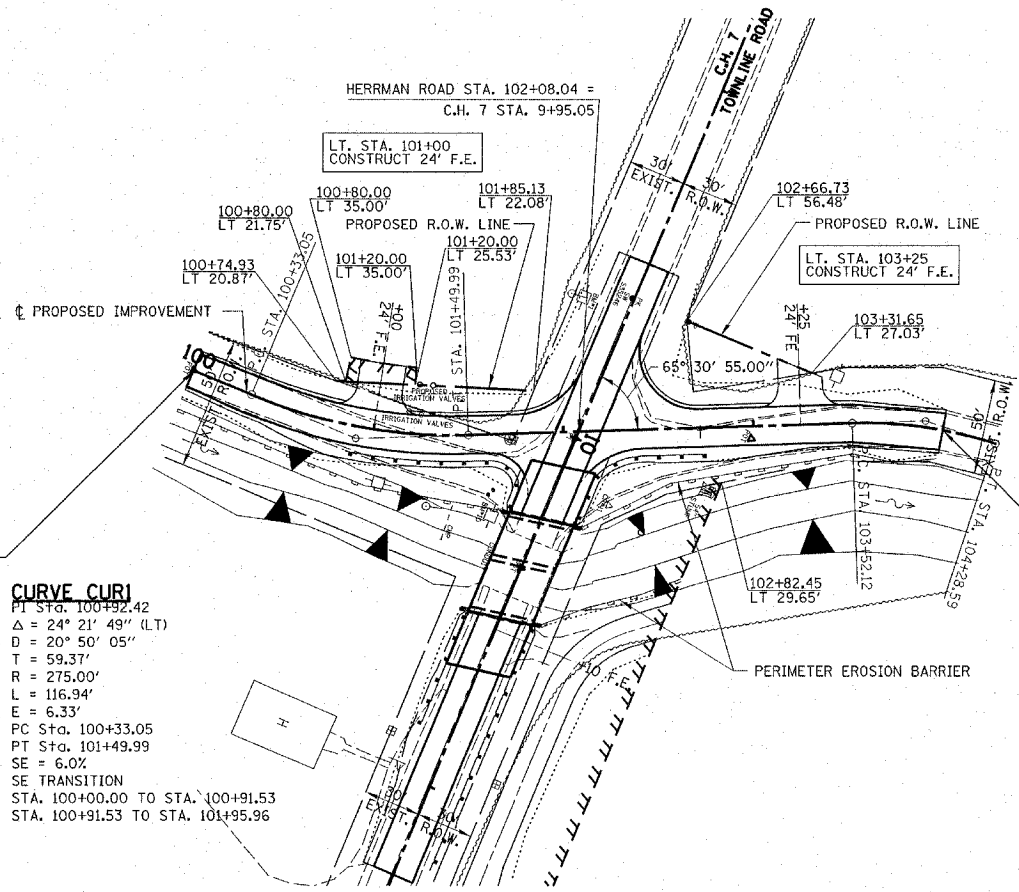 C.H. 7
TOWNLINE ROAD
HERRMAN ROAD STA. 102+08.04 =
C.H. 7 STA. 9+95.05
LT. STA. 101+00
CONSTRUCT 24' F.E.
30'
EXIST.
30'
R.O.W.
100+80.00
LT 35.00'
101+85.13
LT 22.08'
102+66.73
LT 56.48'
100+80.00
LT 21.75'
PROPOSED R.O.W. LINE
PROPOSED R.O.W. LINE
101+20.00
LT 25.53'
LT. STA. 103+25
CONSTRUCT 24' F.E.
101+20.00
LT 35.00'
100+74.93
LT 20.87'
P.C. STA. 100+33.05
+00
24' F.E.
P.T. STA. 101+49.99
℄ PROPOSED IMPROVEMENT
+25
24' FE
103+31.65
LT 27.03'
100
65° 30' 55.00"
PROPOSED
IRRIGATION VALVES
IRRIGATION VALVES
EXIST. R.O.W.
10
50'
EXIST. R.O.W.
P.C. STA 103+52.12
P.T. STA. 104+28.59
102+82.45
LT 29.65'
PERIMETER EROSION BARRIER
+10 F.E.
H
CURVE CUR1
PI Sta. 100+92.42
Δ = 24° 21' 49" (LT)
D = 20° 50' 05"
T = 59.37'
R = 275.00'
L = 116.94'
E = 6.33'
PC Sta. 100+33.05
PT Sta. 101+49.99
SE = 6.0%
SE TRANSITION
STA. 100+00.00 TO STA. 100+91.53
STA. 100+91.53 TO STA. 101+95.96
30'
EXIST.
30'
R.O.W.